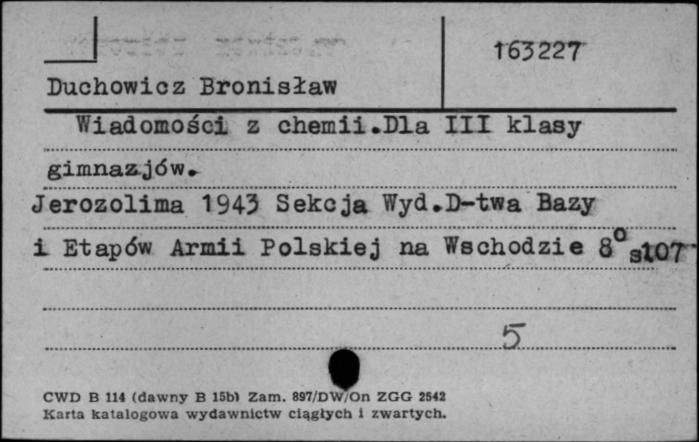 163227
Duchowicz Bronisław
Wiadomości z chemii.Dla III klasy
gimnazjów.
Jerozolima 1943 Sekcja Wyd.D-twa Bazy
i Etapów Armii Polskiej na Wschodzie 8° s107
5
CWD B 114 (dawny B 15b) Zam. 897/DW/On ZGG 2542
Karta katalogowa wydawnictw ciągłych i zwartych.